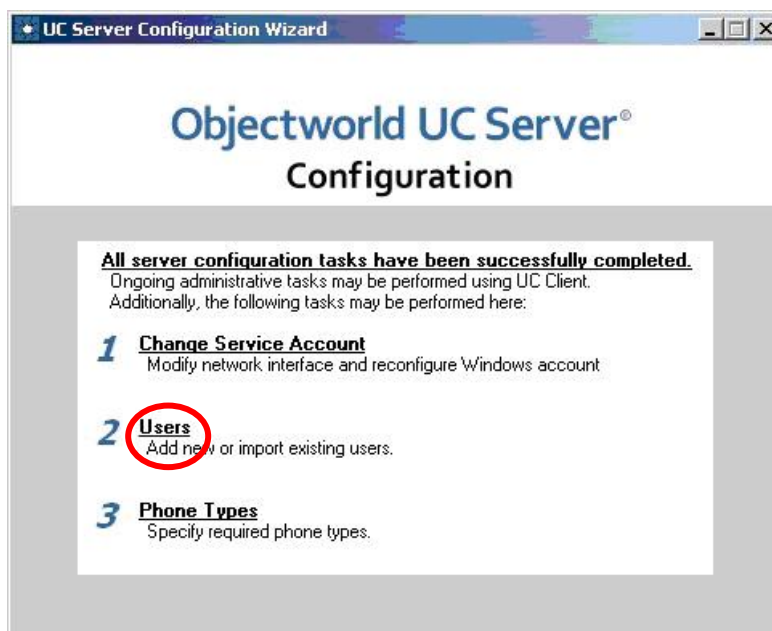 UC Server Configuration Wizard
Objectworld UC Server®
Configuration
All server configuration tasks have been successfully completed.
Ongoing administrative tasks may be performed using UC Client.
Additionally, the following tasks may be performed here:
1 Change Service Account
Modify network interface and reconfigure Windows account
2 Users
Add new or import existing users.
3 Phone Types
Specify required phone types.